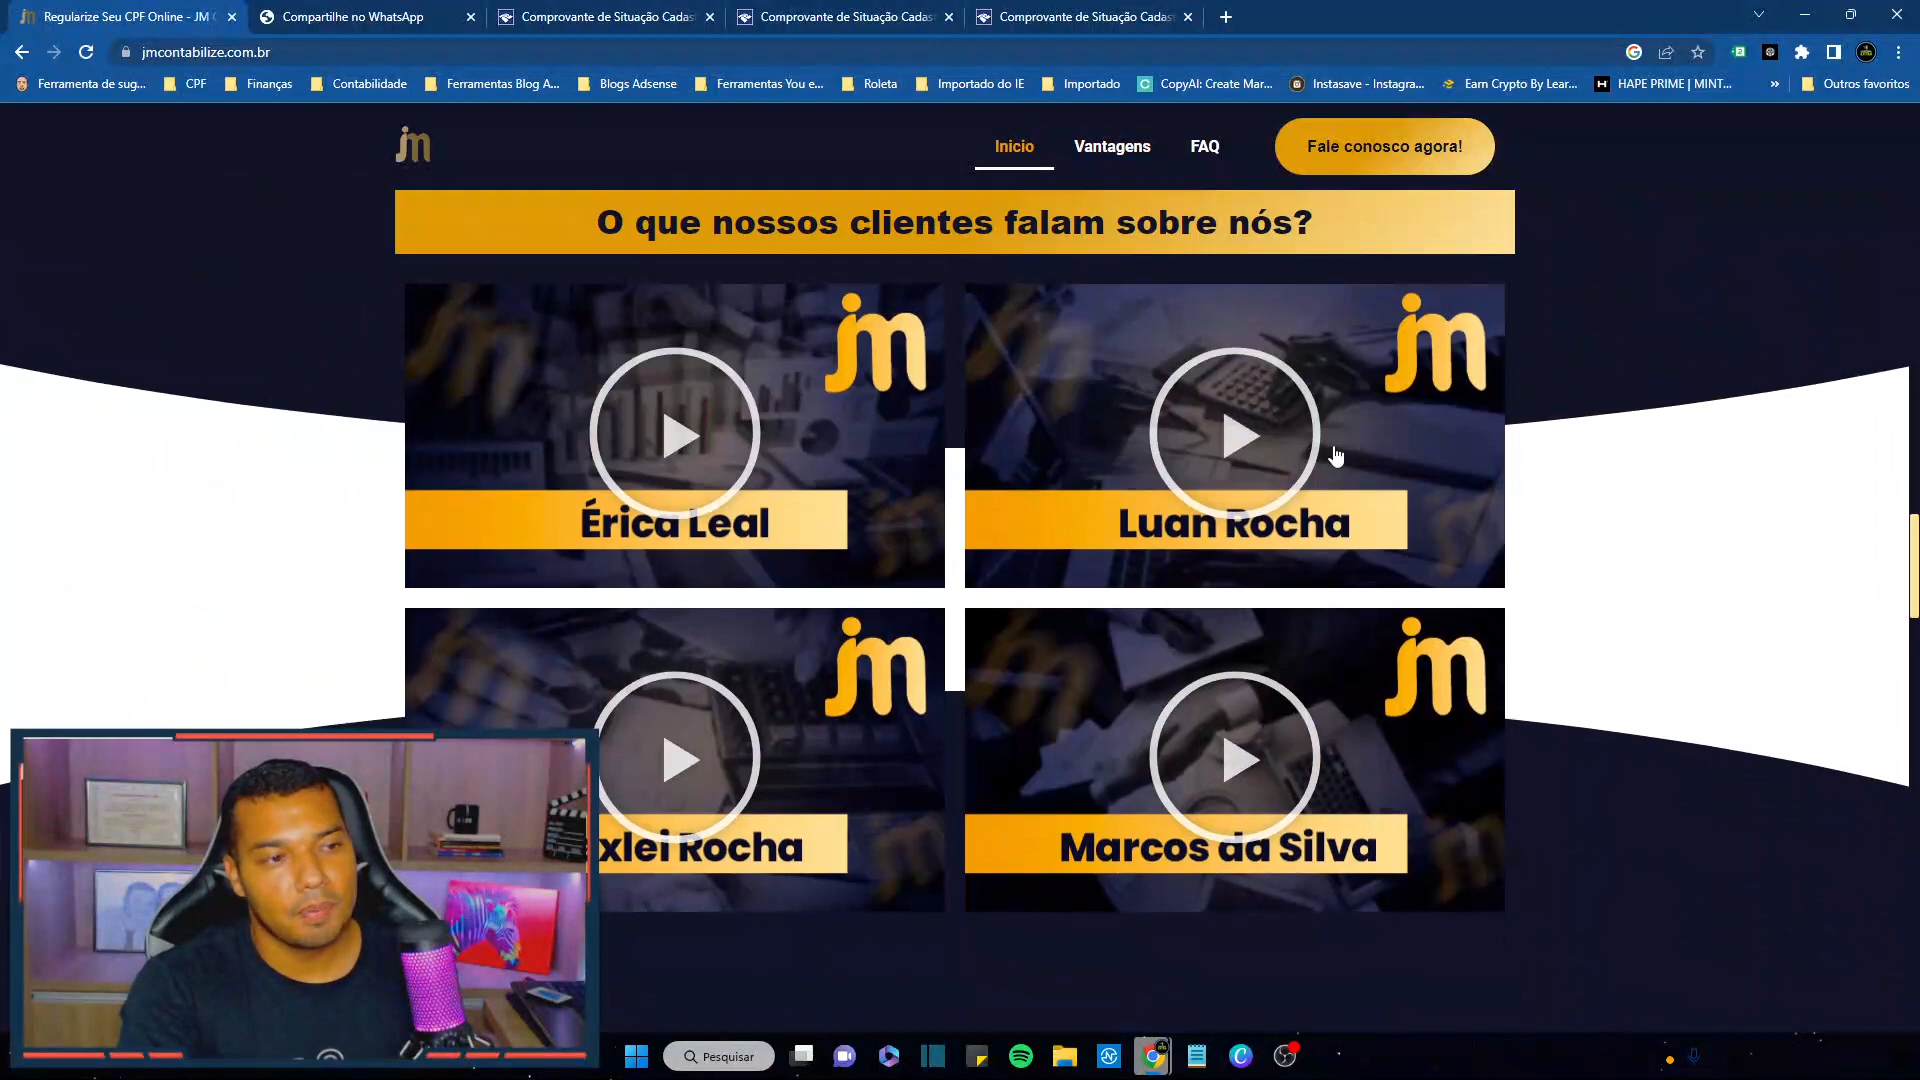 Regularize Seu CPF Online - JM
Compartilhe no WhatsApp
Comprovante de Situação Cadas
Comprovante de Situação Cadas
Comprovante de Situação Cadas
jmcontabilize.com.br
Ferramenta de sug...
CPF
Finanças
Contabilidade
Ferramentas Blog A...
Blogs Adsense
Ferramentas You e...
Roleta
Importado do IE
Importado
CopyAI: Create Mar...
Instasave - Instagra...
Earn Crypto By Lear...
HAPE PRIME | MINT...
»
Outros favoritos
jm
Inicio
Vantagens
FAQ
Fale conosco agora!
O que nossos clientes falam sobre nós?
jm
Érica Leal
jm
Luan Rocha
jm
xlei Rocha
jm
Marcos da Silva
Pesquisar